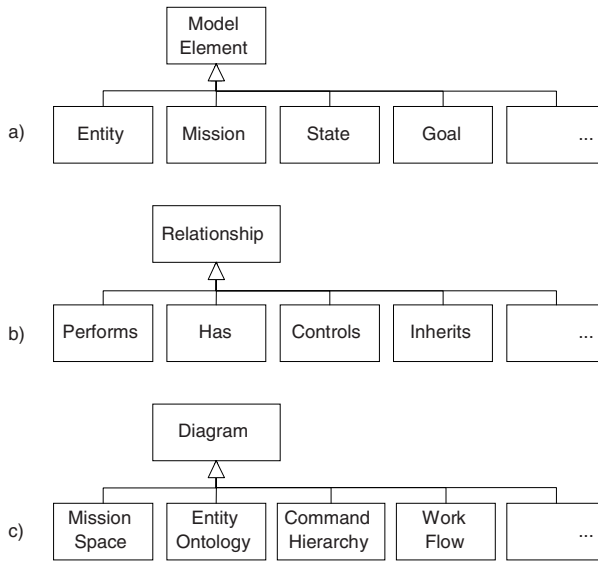 Model
Element
a)
Entity
Mission
State
Goal
...
Relationship
b)
Performs
Has
Controls
Inherits
...
Diagram
c)
Mission
Space
Entity
Ontology
Command
Hierarchy
Work
Flow
...